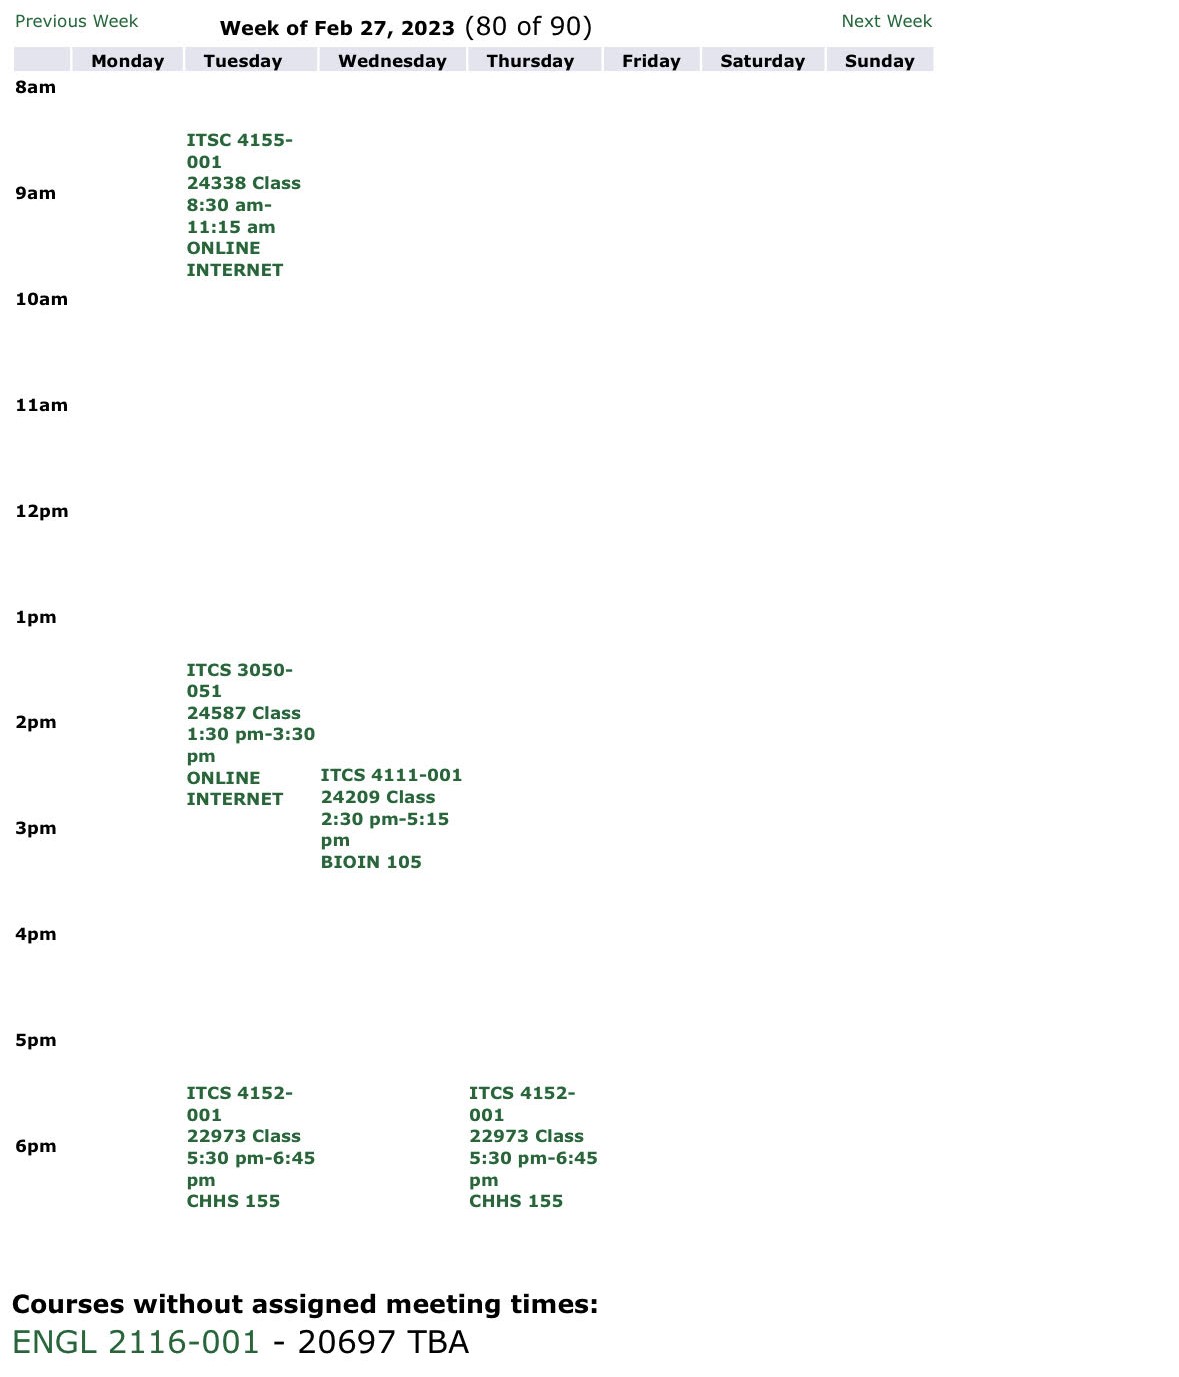 Previous Week Week of Feb 27, 2023 (80 of 90) Next Week
Monday Tuesday Wednesday Thursday Friday Saturday Sunday
8am
ITSC 4155-
001
24338 Class
8:30 am-
11:15 am
ONLINE
INTERNET
9am
10am
11am
12pm
1pm
ITCS 3050-
051
24587 Class
1:30 pm-3:30
pm
ONLINE
INTERNET
2pm
ITCS 4111-001
24209 Class
2:30 pm-5:15
pm
BIOIN 105
3pm
4pm
5pm
ITCS 4152-
001
22973 Class
5:30 pm-6:45
pm
CHHS 155
ITCS 4152-
001
22973 Class
5:30 pm-6:45
pm
CHHS 155
6pm
Courses without assigned meeting times:
ENGL 2116-001 - 20697 TBA